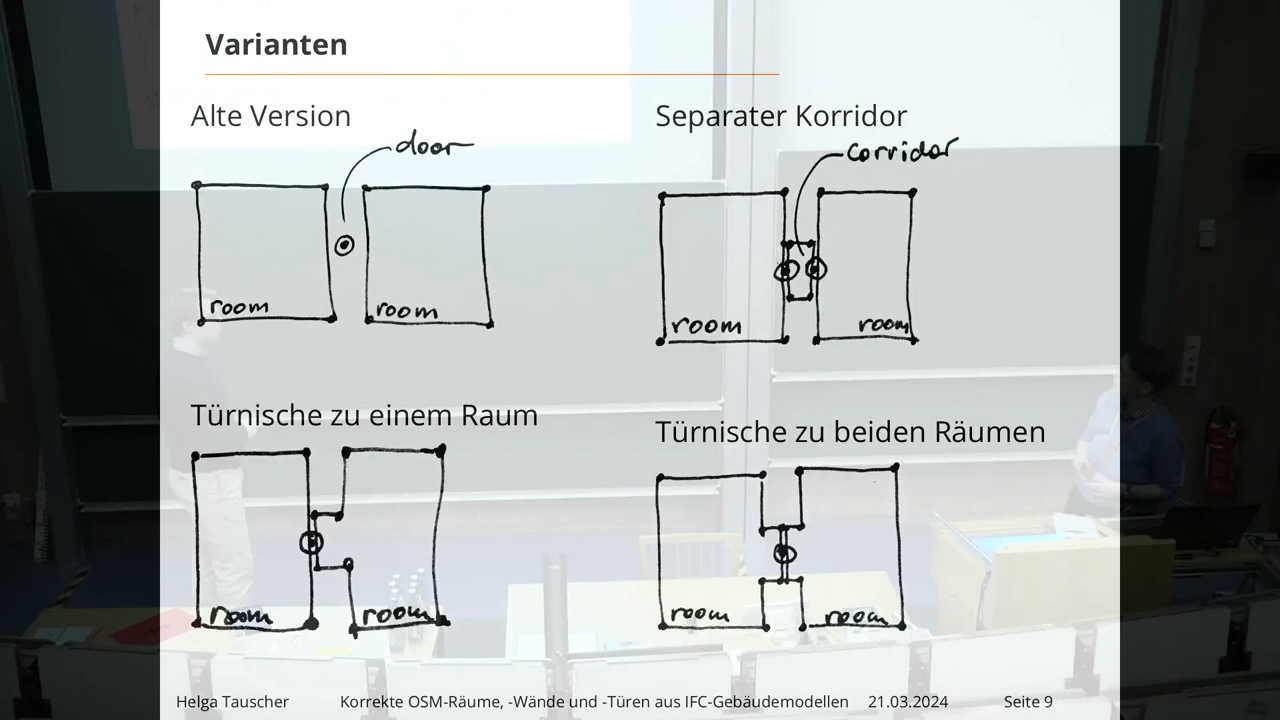 Varianten
Alte Version
door
room
room
Separater Korridor
corridor
room
room
Türnische zu einem Raum
room
room
Türnische zu beiden Räumen
room
room
Helga Tauscher Korrekte OSM-Räume, -Wände und -Türen aus IFC-Gebäudemodellen 21.03.2024 Seite 9